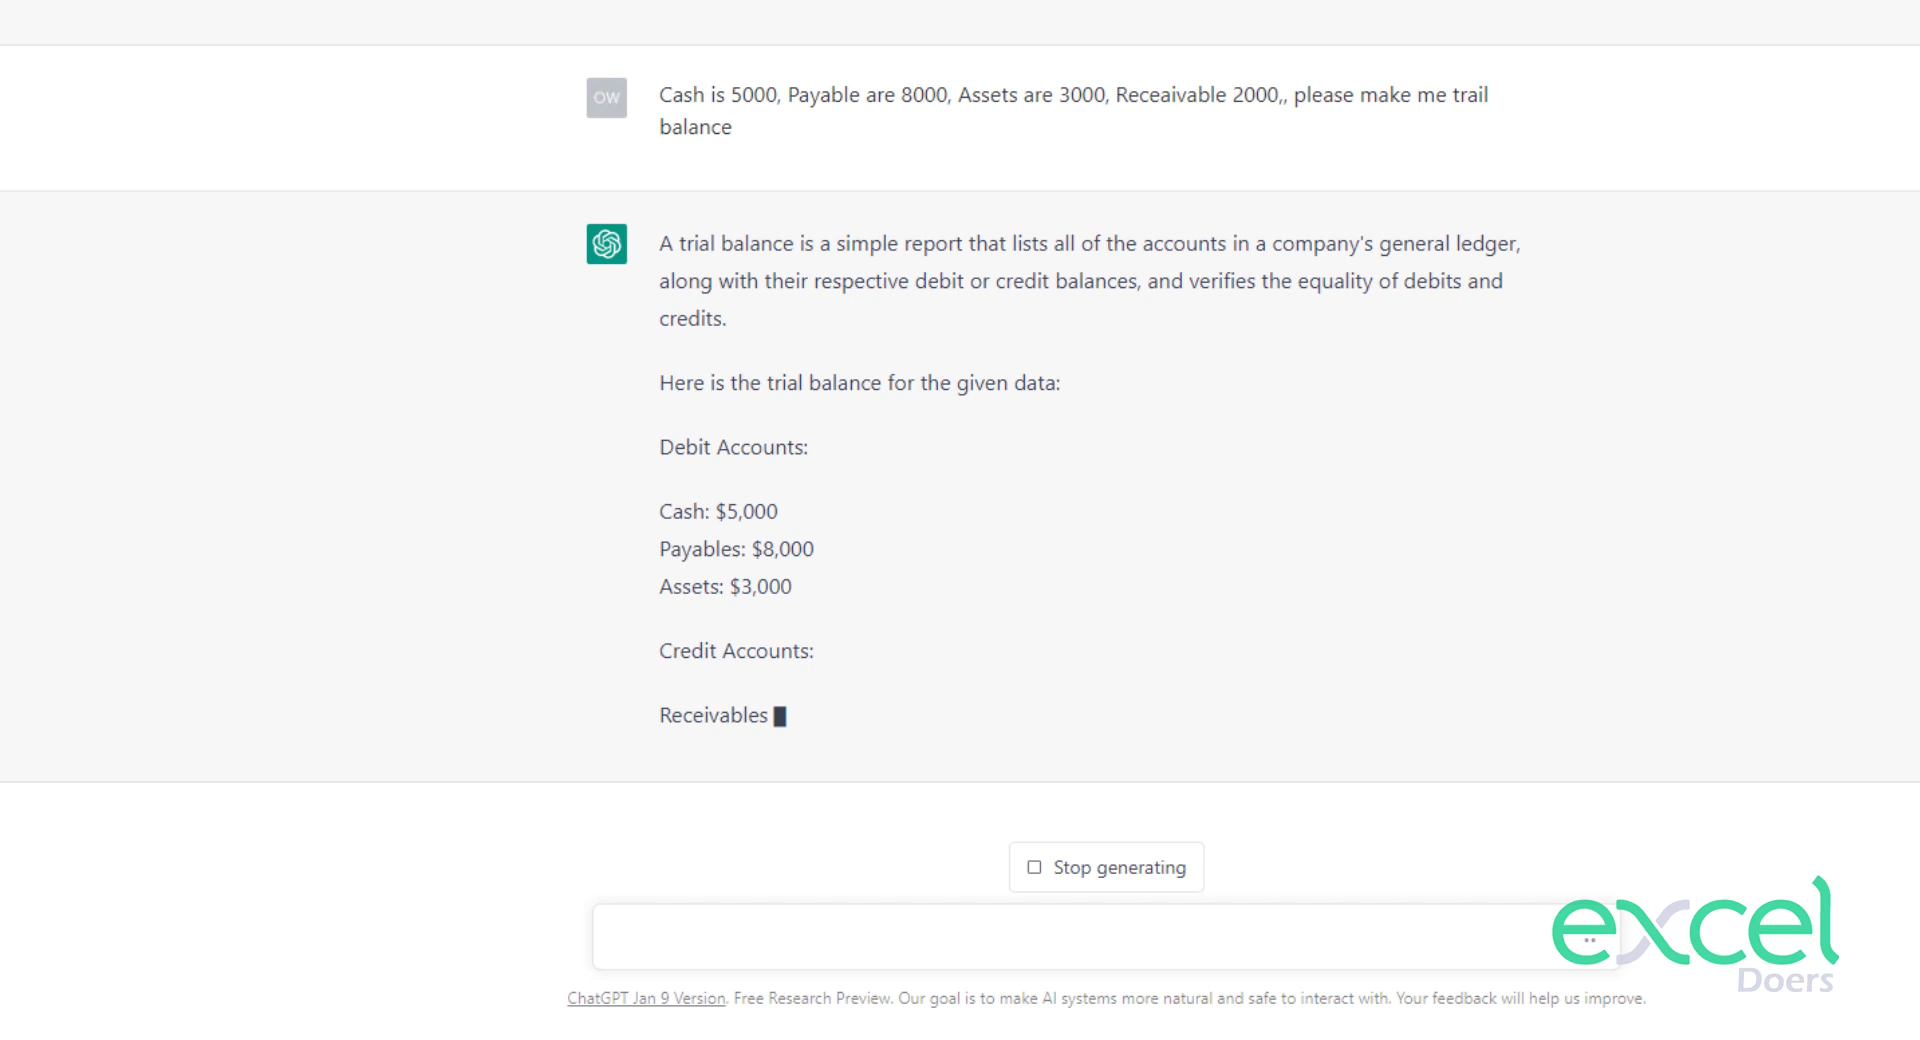 OW
Cash is 5000, Payable are 8000, Assets are 3000, Receaivable 2000,, please make me trail
balance
A trial balance is a simple report that lists all of the accounts in a company's general ledger,
along with their respective debit or credit balances, and verifies the equality of debits and
credits.
Here is the trial balance for the given data:
Debit Accounts:
Cash: $5,000
Payables: $8,000
Assets: $3,000
Credit Accounts:
Receivables
Stop generating
excel
Doers
ChatGPT Jan 9 Version. Free Research Preview. Our goal is to make AI systems more natural and safe to interact with. Your feedback will help us improve.